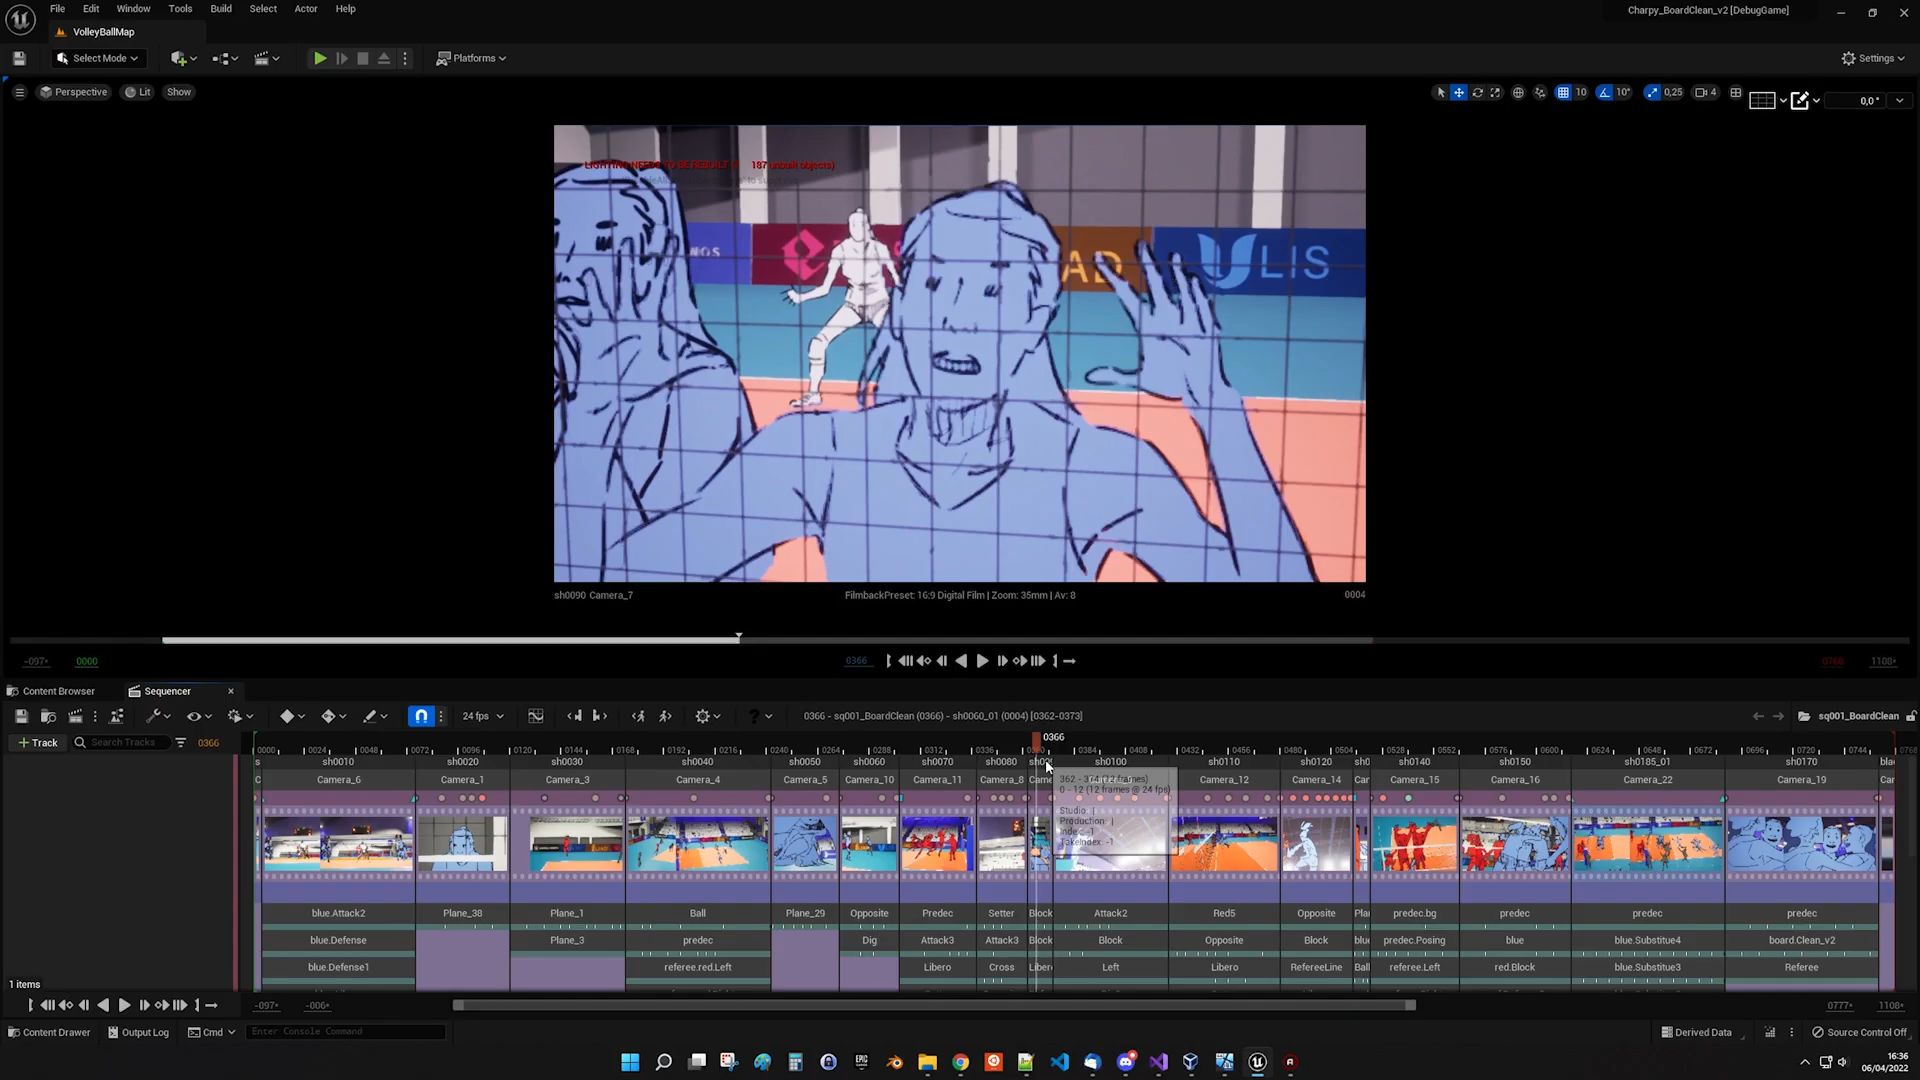 File Edit Window Tools Build Select Actor Help
Charpy_BoardClean_v2 [DebugGame]
VolleyBallMap
Select Mode
Platforms
Settings
Perspective Lit Show
10 10° 0,25 4 0,0 °
LIGHTING NEEDS TO BE REBUILT ( 187 unbuilt objects)
NOS
AD
ULIS
sh0090 Camera_7
FilmbackPreset: 16:9 Digital Film | Zoom: 35mm | Av: 8
0004
-097+ 0000
0366
0768 1108+
Content Browser Sequencer
24 fps
0366 - sq001_BoardClean (0366) - sh0060_01 (0004) [0362-0373]
sq001_BoardClean
Track Search Tracks 0366
0366
0000 0024 0048 0072 0096 0120 0144 0168 0192 0216 0240 0264 0288 0312 0336 0384 0408 0432 0456 0480 0504 0528 0552 0576 0600 0624 0648 0672 0696 0720 0744 0768
sh0010 sh0020 sh0030 sh0040 sh0050 sh0060 sh0070 sh0080 sh0100 sh0110 sh0120 sh0140 sh0150 sh0185_01 sh0170
Camera_6 Camera_1 Camera_3 Camera_4 Camera_5 Camera_10 Camera_11 Camera_8 Camera_12 Camera_14 Camera_15 Camera_16 Camera_22 Camera_19
0 - 12 (12 frames @ 24 fps)
Studio: |
Production: |
Index: -1
TakeIndex: -1
blue.Attack2 Plane_38 Plane_1 Ball Plane_29 Opposite Predec Setter Block Attack2 Red5 Opposite Pla predec.bg predec predec predec
blue.Defense Plane_3 predec Dig Attack3 Attack3 Block Block Opposite Block blue predec.Posing blue blue.Substitue4 board.Clean_v2
blue.Defense1 referee.red.Left Libero Cross Liber Left Libero RefereeLine Ball referee.Left red.Block blue.Substitue3 Referee
1 items
-097+ -006+
0777+ 1108+
Content Drawer Output Log Cmd Enter Console Command
Derived Data Source Control Off
16:36
06/04/2022